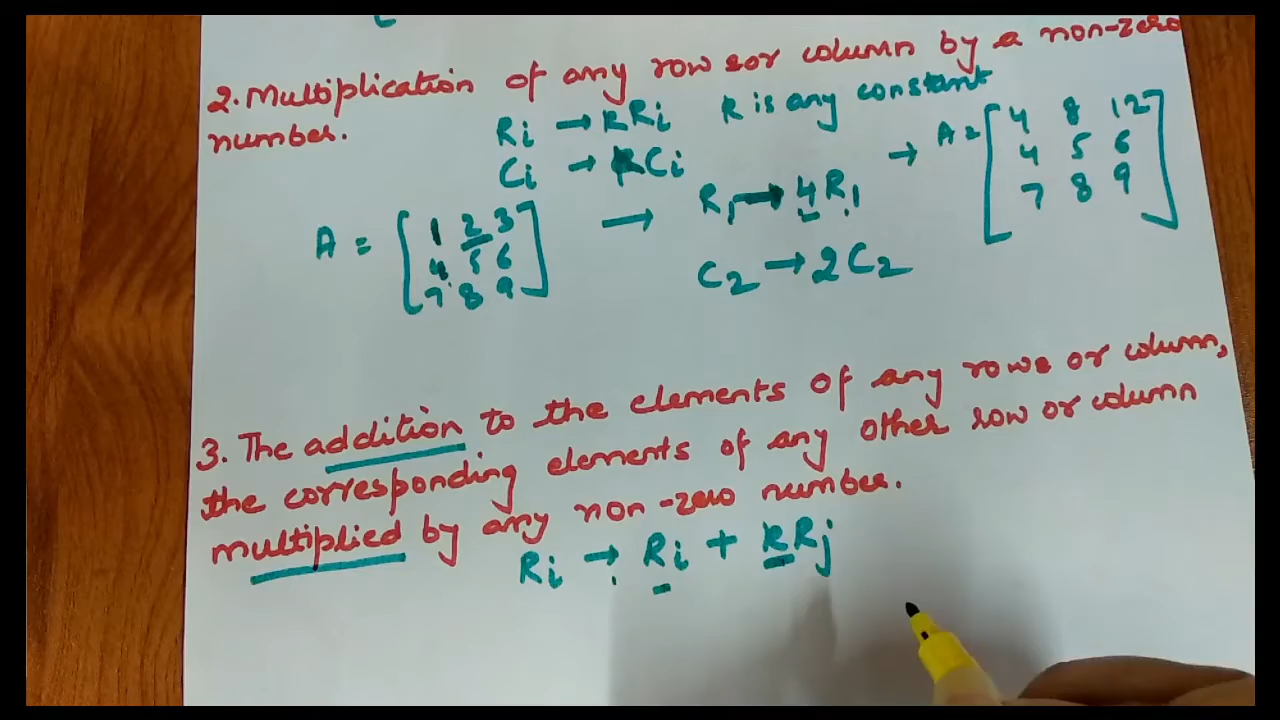 2. Multiplication of any row sor column by a non-zero
number.
Ri → kRi k is any constant
Ci → kCi
A = [1 2 3
4 5 6
7 8 9] → R1 → 4R1 → A = [4 8 12
4 5 6
7 8 9]
C2 → 2C2
3. The addition to the elements of any rows or column,
the corresponding elements of any other row or column
multiplied by any non-zero number.
Ri → Ri + kRj